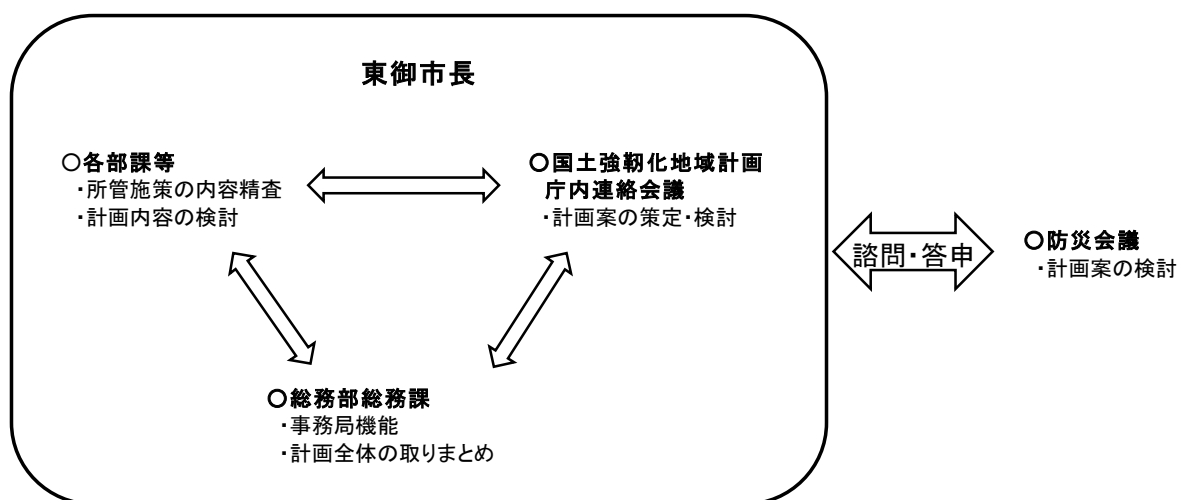 東御市長
○各部課等
・所管施策の内容精査
・計画内容の検討
○国土強靭化地域計画
庁内連絡会議
・計画案の策定・検討
諮問・答申
○防災会議
・計画案の検討
○総務部総務課
・事務局機能
・計画全体の取りまとめ